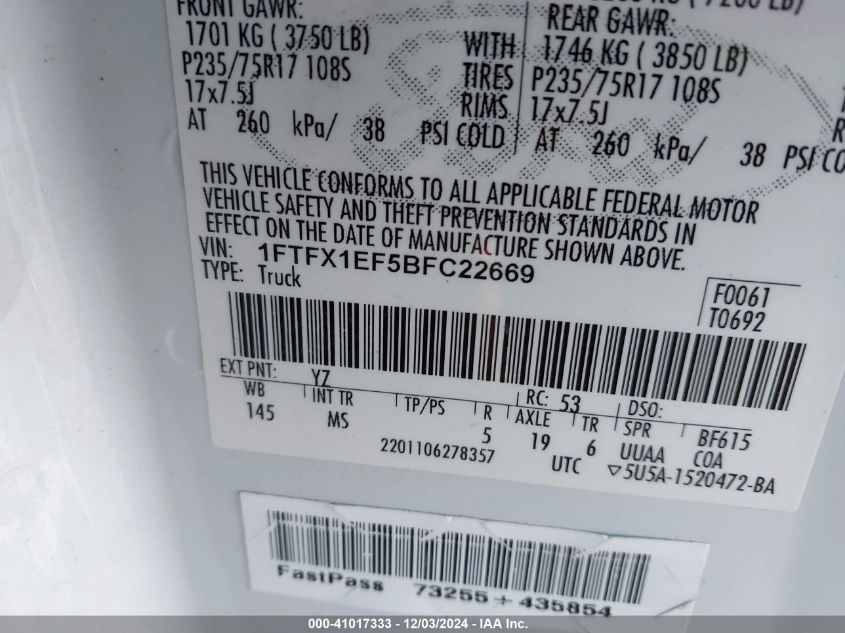 FRONT GAWR:
1701 KG ( 3750 LB)
P235/75R17 108S
17x7.5J
AT 260 kPa/ 38 PSI COLD
WITH
TIRES
RIMS
REAR GAWR:
1746 KG ( 3850 LB)
P235/75R17 108S
17x7.5J
AT 260 kPa/ 38 PSI CO
THIS VEHICLE CONFORMS TO ALL APPLICABLE FEDERAL MOTOR
VEHICLE SAFETY AND THEFT PREVENTION STANDARDS IN
EFFECT ON THE DATE OF MANUFACTURE SHOWN ABOVE.
VIN: 1FTFX1EF5BFC22669
TYPE: Truck
F0061
T0692
EXT PNT: YZ RC: 53 DSO:
WB INT TR TP/PS R AXLE TR SPR BF615
145 MS 5 19 6 UUAA COA
2201106278357 UTC ▽5U5A-1520472-BA
FastPass 73255+435854
000-41017333 - 12/03/2024 - IAA Inc.